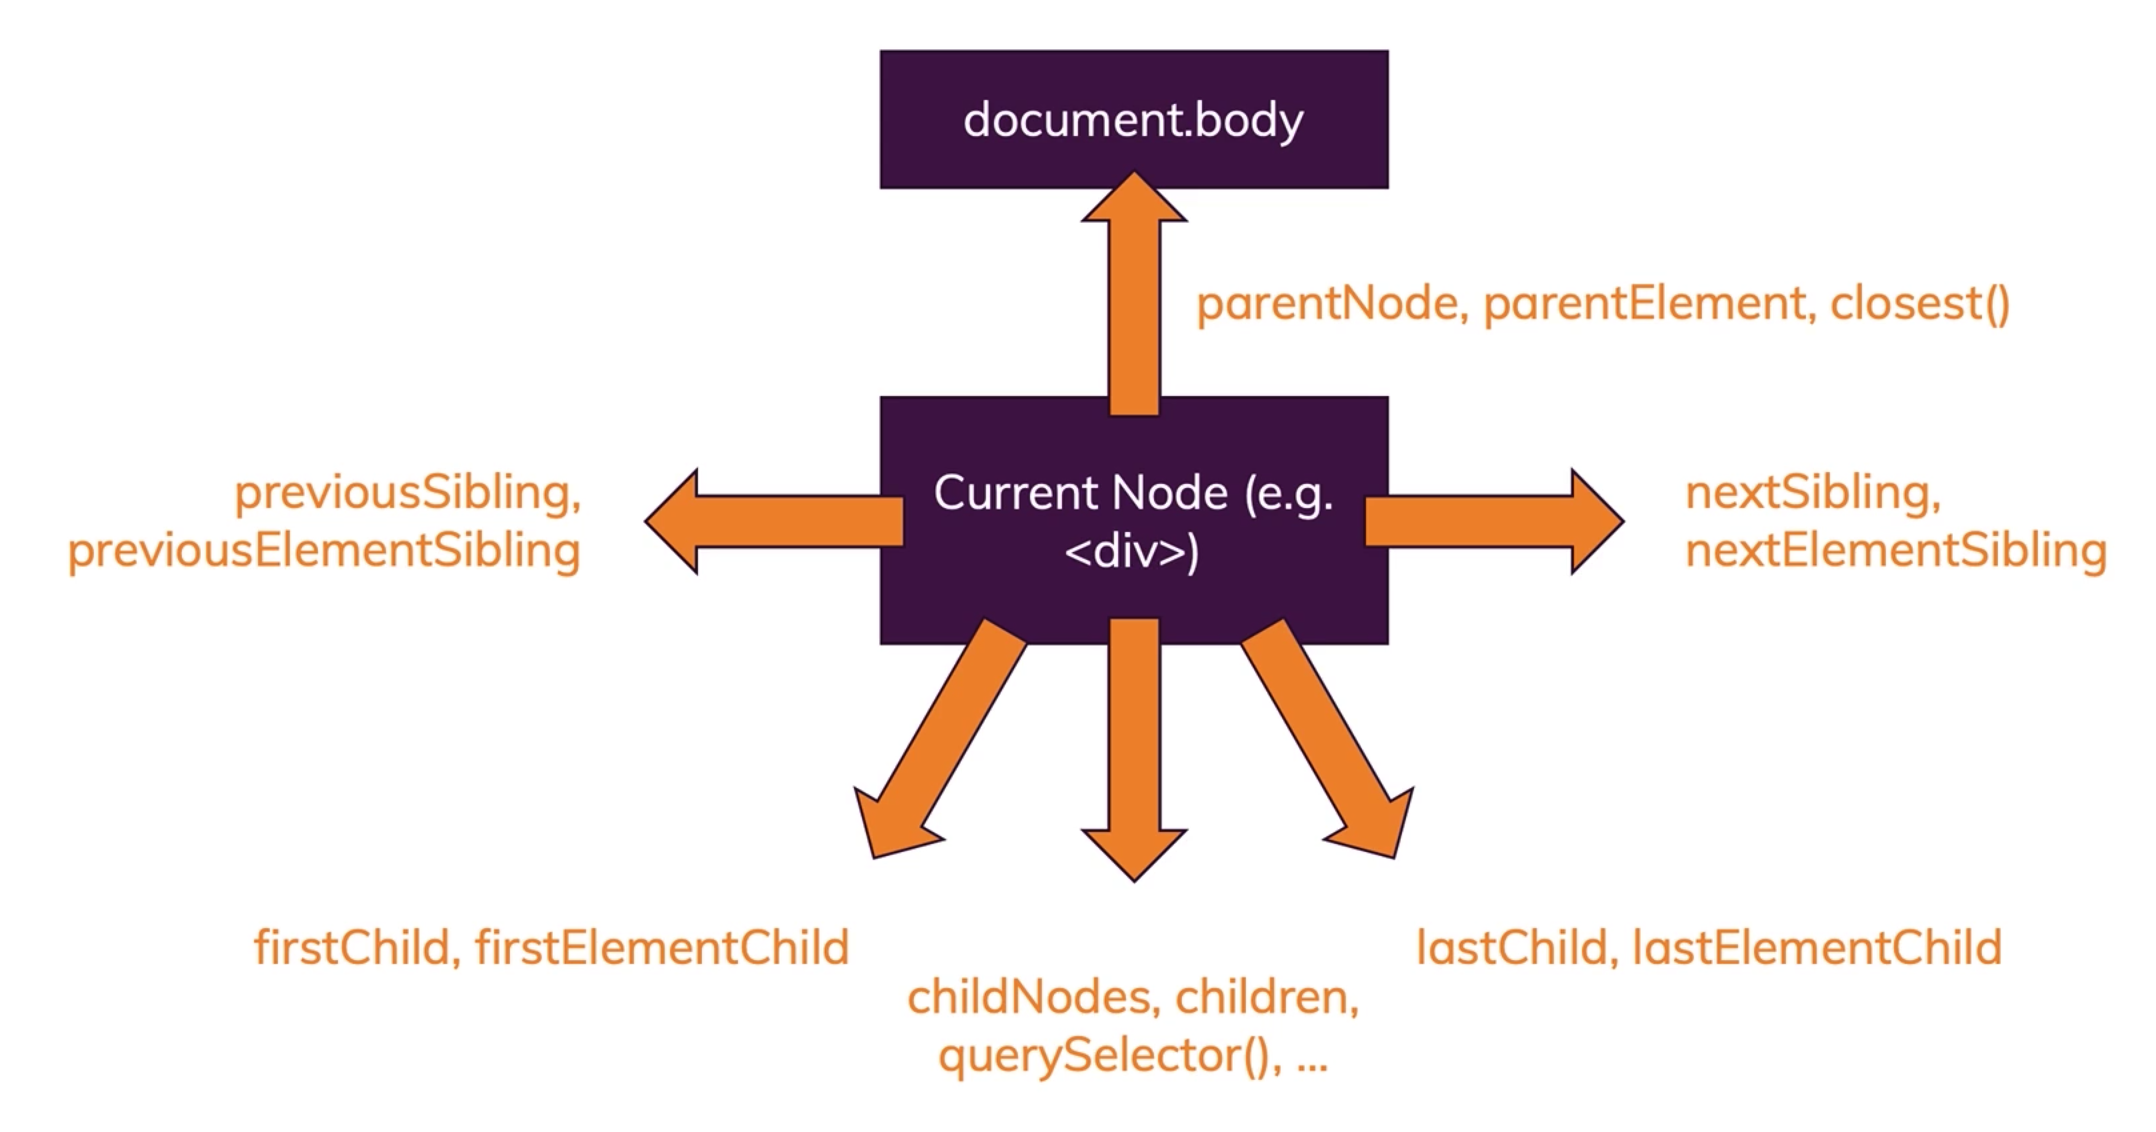 document.body
parentNode, parentElement, closest()
previousSibling,
previousElementSibling
Current Node (e.g.
<div>)
nextSibling,
nextElementSibling
firstChild, firstElementChild
childNodes, children,
querySelector(), ...
lastChild, lastElementChild